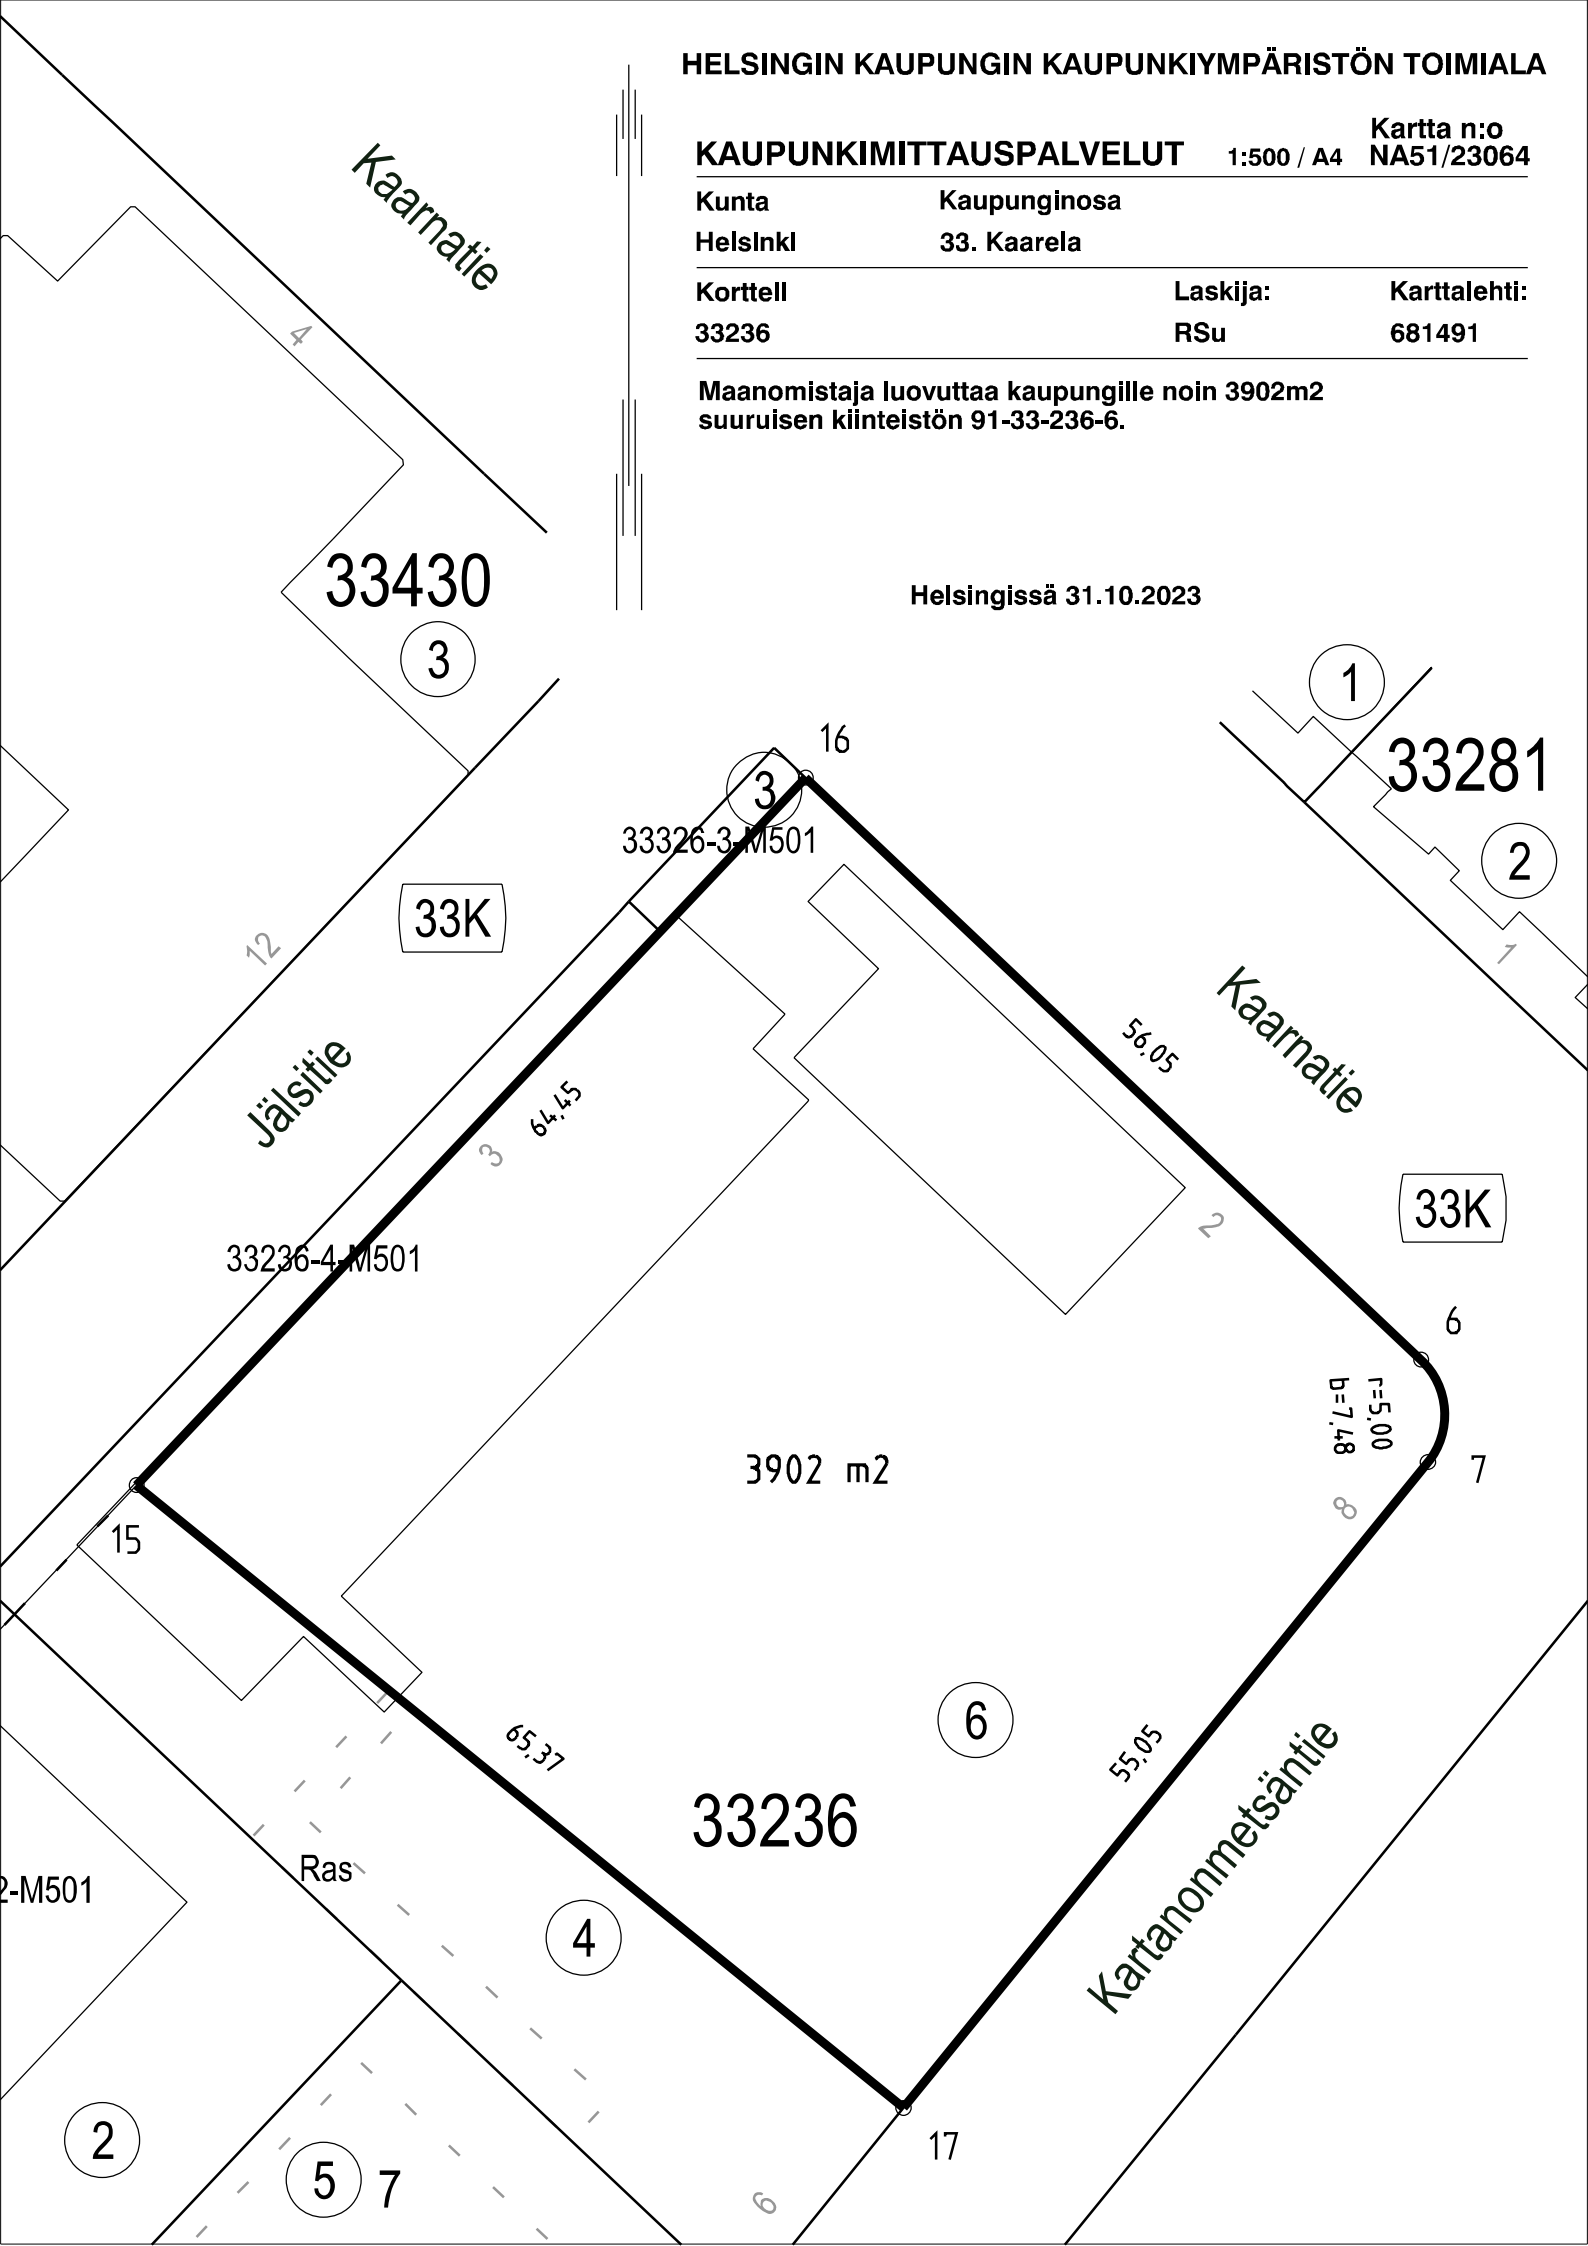 HELSINGIN KAUPUNGIN KAUPUNKIYMPÄRISTÖN TOIMIALA
KAUPUNKIMITTAUSPALVELUT 1:500 / A4 Kartta n:o NA51/23064
Kunta Kaupunginosa
Helsinki 33. Kaarela
Kortteli Laskija: Karttalehti:
33236 RSu 681491
Maanomistaja luovuttaa kaupungille noin 3902m2
suuruisen kiinteistön 91-33-236-6.
Helsingissä 31.10.2023
Kaarnatie
4
33430
3
1
16
33281
3
33326-3-M501
2
33K
12
1
Kaarnatie
56,05
Jälsitie
64,45
3
33K
2
33236-4-M501
6
r=5,00
b=7,48
3902 m2
7
8
15
6
65,37
55,05
33236
Kartanonmetsäntie
Ras
2-M501
4
2
17
5 7
6